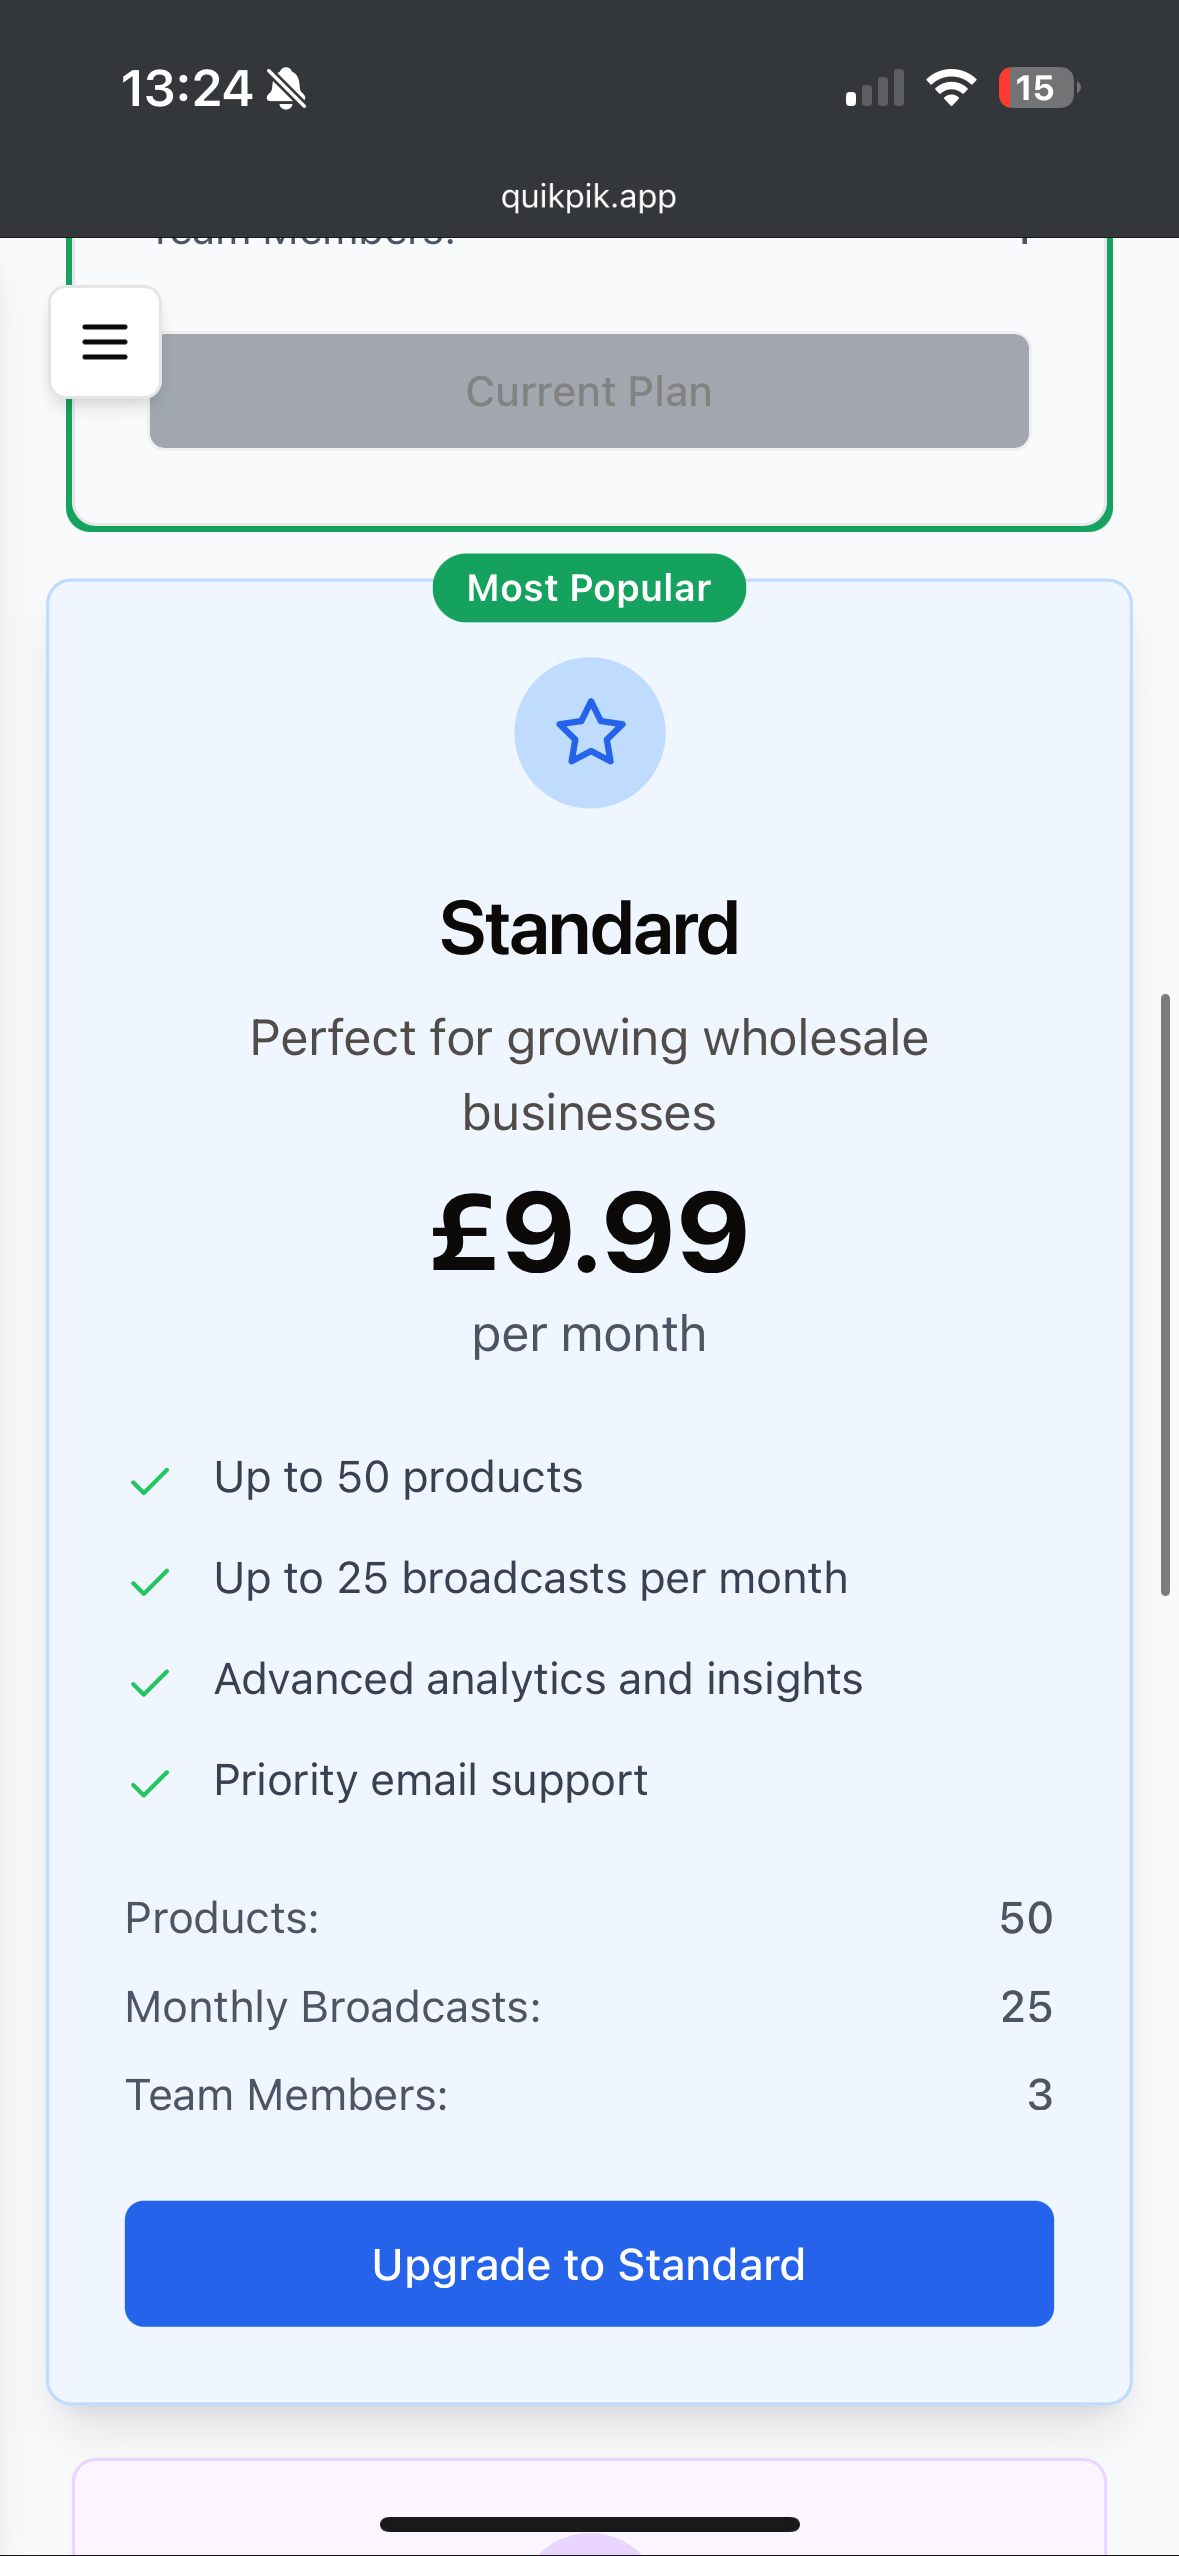 13:24
15
quikpik.app
Team Members:
Current Plan
Most Popular
Standard
Perfect for growing wholesale
businesses
£9.99
per month
Up to 50 products
Up to 25 broadcasts per month
Advanced analytics and insights
Priority email support
Products: 50
Monthly Broadcasts: 25
Team Members: 3
Upgrade to Standard